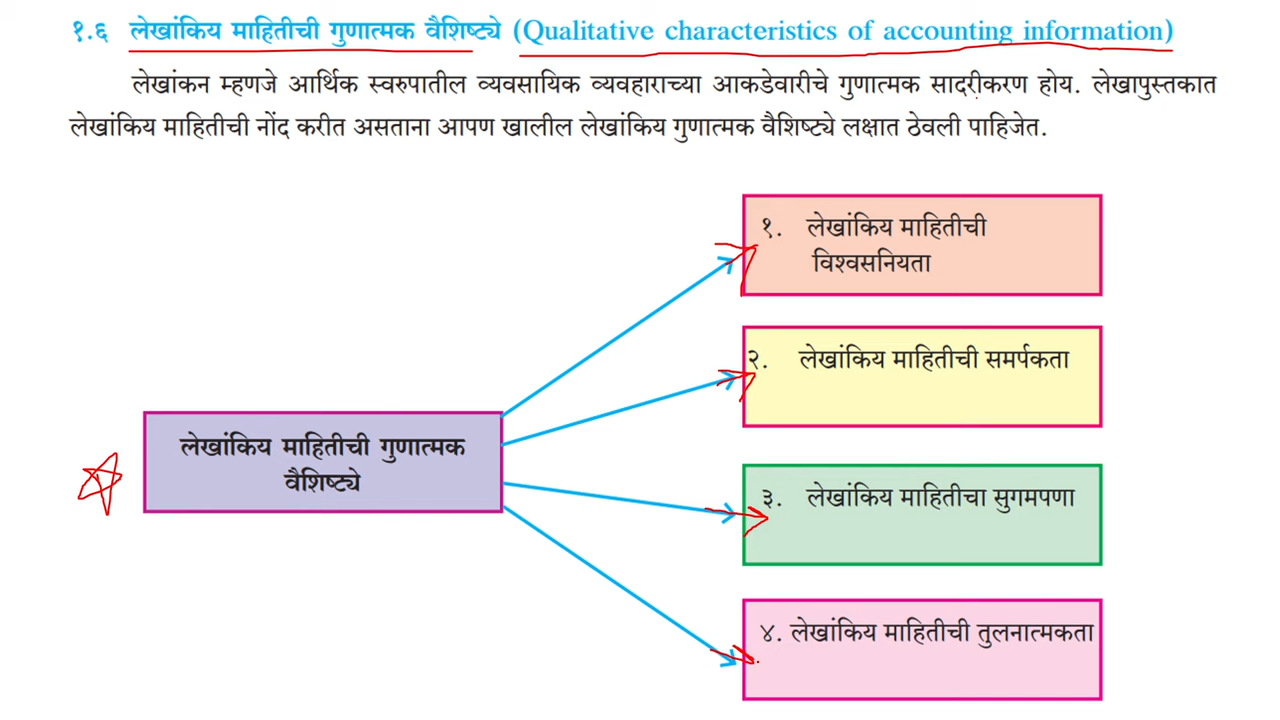 १.६ लेखांकिय माहितीची गुणात्मक वैशिष्ट्ये (Qualitative characteristics of accounting information)
लेखांकन म्हणजे आर्थिक स्वरुपातील व्यवसायिक व्यवहाराच्या आकडेवारीचे गुणात्मक सादरीकरण होय. लेखापुस्तकात
लेखांकिय माहितीची नोंद करीत असताना आपण खालील लेखांकिय गुणात्मक वैशिष्ट्ये लक्षात ठेवली पाहिजेत.
लेखांकिय माहितीची गुणात्मक
वैशिष्ट्ये
१. लेखांकिय माहितीची
विश्वसनियता
२. लेखांकिय माहितीची समर्पकता
३. लेखांकिय माहितीचा सुगमपणा
४. लेखांकिय माहितीची तुलनात्मकता